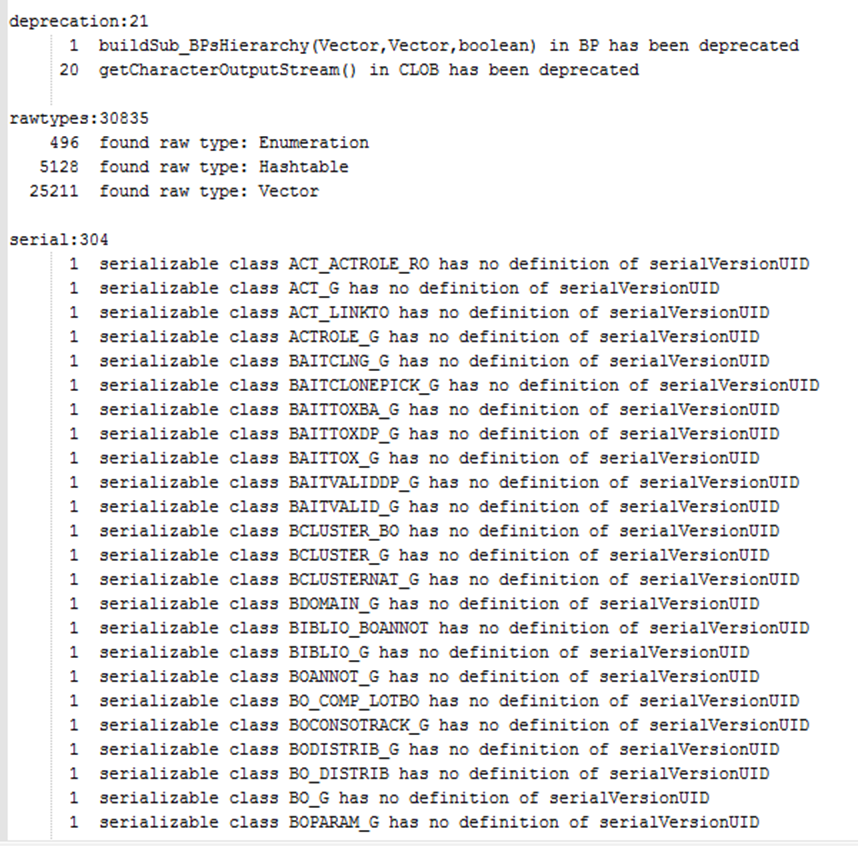 deprecation:21
1 buildSub_BPsHierarchy(Vector,Vector,boolean) in BP has been deprecated
20 getCharacterOutputStream() in CLOB has been deprecated
rawtypes:30835
496 found raw type: Enumeration
5128 found raw type: Hashtable
25211 found raw type: Vector
serial:304
1 serializable class ACT_ACTROLE_RO has no definition of serialVersionUID
1 serializable class ACT_G has no definition of serialVersionUID
1 serializable class ACT_LINKTO has no definition of serialVersionUID
1 serializable class ACTROLE_G has no definition of serialVersionUID
1 serializable class BAITCLNG_G has no definition of serialVersionUID
1 serializable class BAITCLONEPICK_G has no definition of serialVersionUID
1 serializable class BAITTOXBA_G has no definition of serialVersionUID
1 serializable class BAITTOXDP_G has no definition of serialVersionUID
1 serializable class BAITTOX_G has no definition of serialVersionUID
1 serializable class BAITVALIDDP_G has no definition of serialVersionUID
1 serializable class BAITVALID_G has no definition of serialVersionUID
1 serializable class BCLUSTER_BO has no definition of serialVersionUID
1 serializable class BCLUSTER_G has no definition of serialVersionUID
1 serializable class BCLUSTERNAT_G has no definition of serialVersionUID
1 serializable class BDOMAIN_G has no definition of serialVersionUID
1 serializable class BIBLIO_BOANNOT has no definition of serialVersionUID
1 serializable class BIBLIO_G has no definition of serialVersionUID
1 serializable class BOANNOT_G has no definition of serialVersionUID
1 serializable class BO_COMP_LOTBO has no definition of serialVersionUID
1 serializable class BOCONSOTRACK_G has no definition of serialVersionUID
1 serializable class BODISTRIB_G has no definition of serialVersionUID
1 serializable class BO_DISTRIB has no definition of serialVersionUID
1 serializable class BO_G has no definition of serialVersionUID
1 serializable class BOPARAM_G has no definition of serialVersionUID